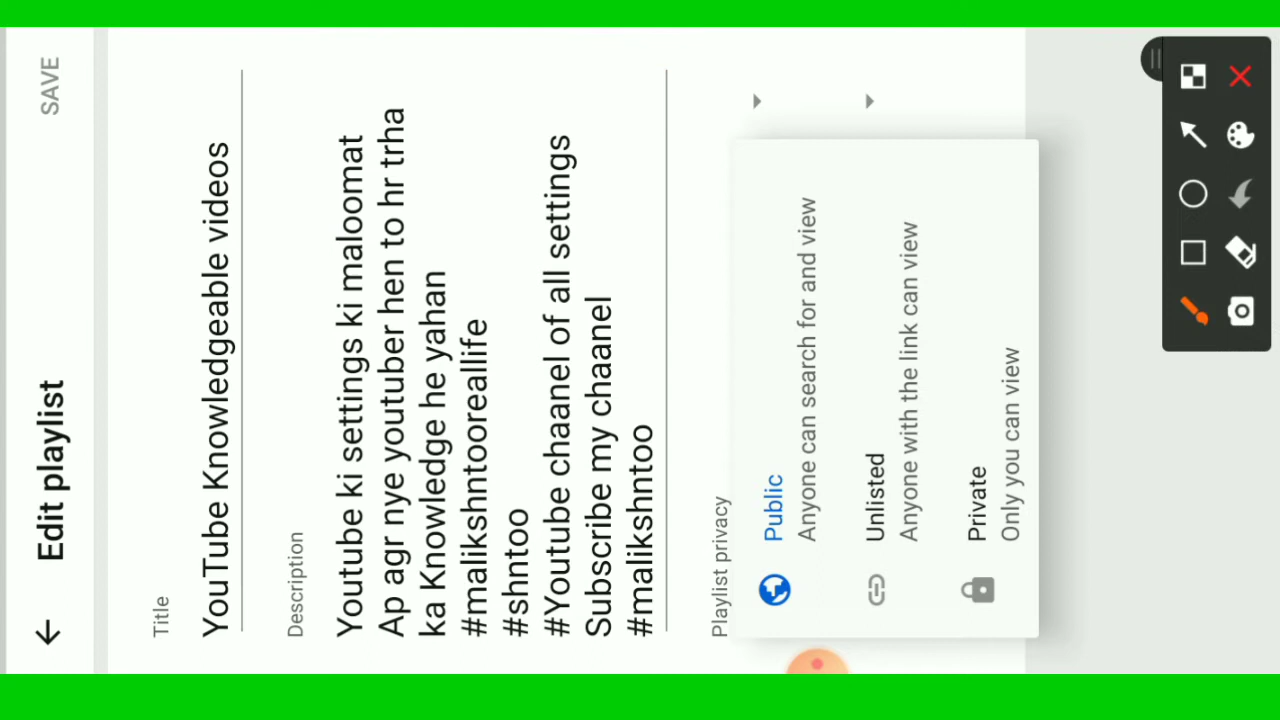 Edit playlist
SAVE
Title
YouTube Knowledgeable videos
Description
Youtube ki settings ki maloomat
Ap agr nye youtuber hen to hr trha
ka Knowledge he yahan
#malikshntooreallife
#shntoo
#Youtube chaanel of all settings
Subscribe my chaanel
#malikshntoo
Playlist privacy
Public
Anyone can search for and view
Unlisted
Anyone with the link can view
Private
Only you can view